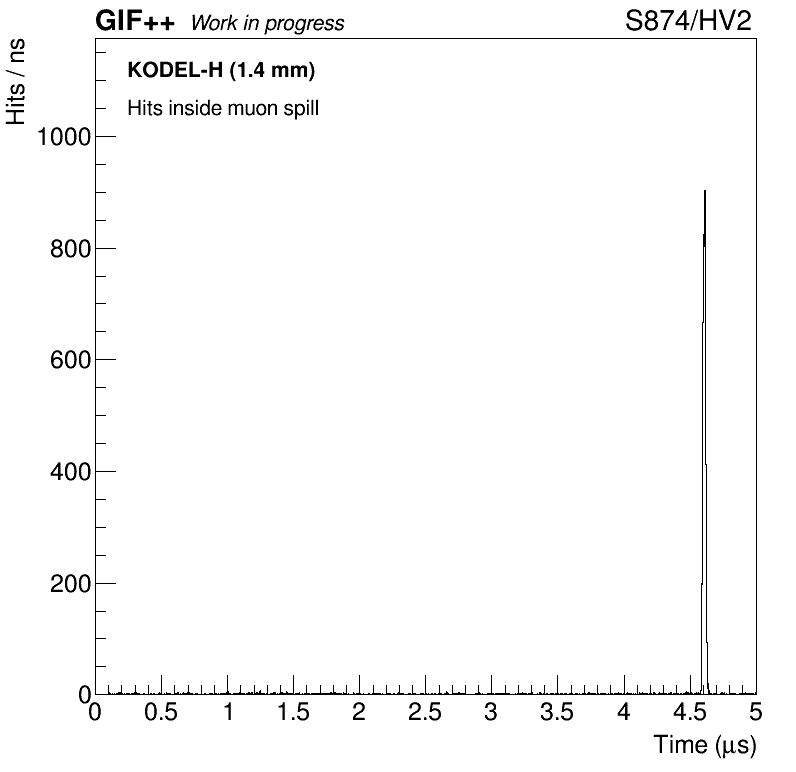 GIF++ Work in progress S874/HV2
Hits / ns
KODEL-H (1.4 mm)
Hits inside muon spill
1000
800
600
400
200
0
0 0.5 1 1.5 2 2.5 3 3.5 4 4.5 5
Time (μs)